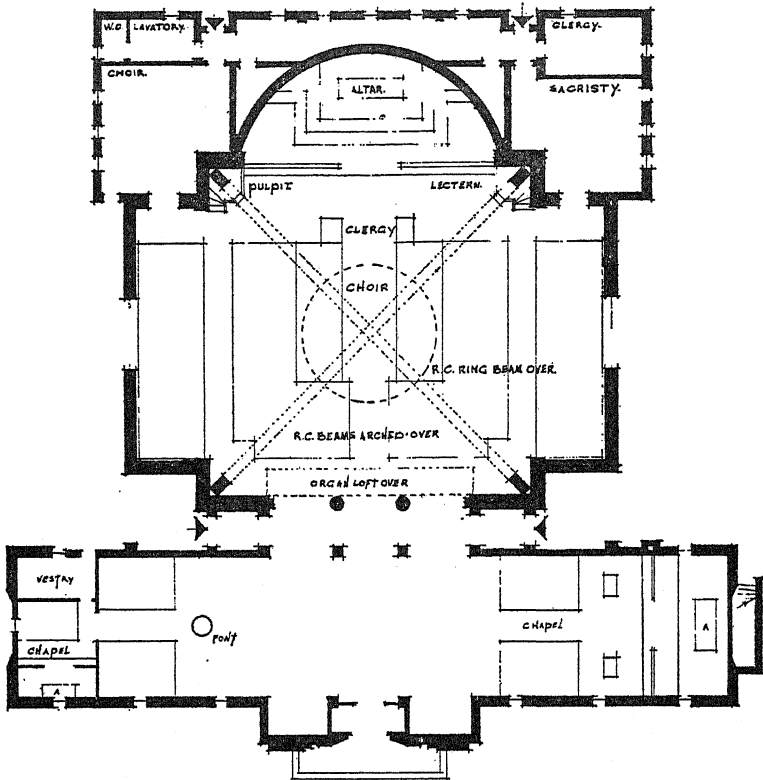 W.C. LAVATORY.
CLERGY.
CHOIR.
SACRISTY.
ALTAR.
PULPIT
LECTERN.
CLERGY
CHOIR
R.C. RING BEAM OVER.
R.C. BEAMS ARCHED·OVER
ORGAN LOFT OVER
VESTRY
FONT
CHAPEL
A
CHAPEL
A